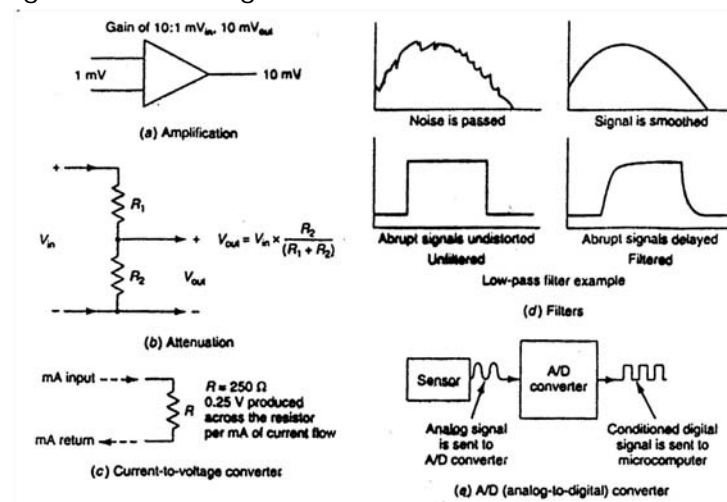 Gain of 10:1 mVin, 10 mVout
1 mV
10 mV
(a) Amplification
+
R1
Vin
+
Vout = Vin × R2 / (R1 + R2)
R2
Vout
–
–
(b) Attenuation
mA input
R
R = 250 Ω
0.25 V produced
across the resistor
per mA of current flow
mA return
(c) Current-to-voltage converter
Noise is passed
Signal is smoothed
Abrupt signals undistorted
Unfiltered
Abrupt signals delayed
Filtered
Low-pass filter example
(d) Filters
Sensor
A/D
converter
Analog signal
is sent to
A/D converter
Conditioned digital
signal is sent to
microcomputer
(e) A/D (analog-to-digital) converter